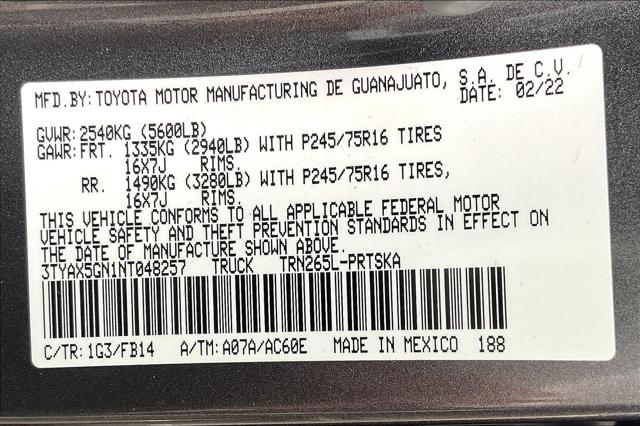 MFD.BY: TOYOTA MOTOR MANUFACTURING DE GUANAJUATO, S.A. DE C.V.
DATE: 02/22
GVWR: 2540KG (5600LB)
GAWR: FRT. 1335KG (2940LB) WITH P245/75R16 TIRES
16X7J RIMS.
RR. 1490KG (3280LB) WITH P245/75R16 TIRES,
16X7J RIMS.
THIS VEHICLE CONFORMS TO ALL APPLICABLE FEDERAL MOTOR
VEHICLE SAFETY AND THEFT PREVENTION STANDARDS IN EFFECT ON
THE DATE OF MANUFACTURE SHOWN ABOVE.
3TYAX5GN1NT048257 TRUCK TRN265L-PRTSKA
C/TR: 1G3/FB14 A/TM: A07A/AC60E MADE IN MEXICO 188